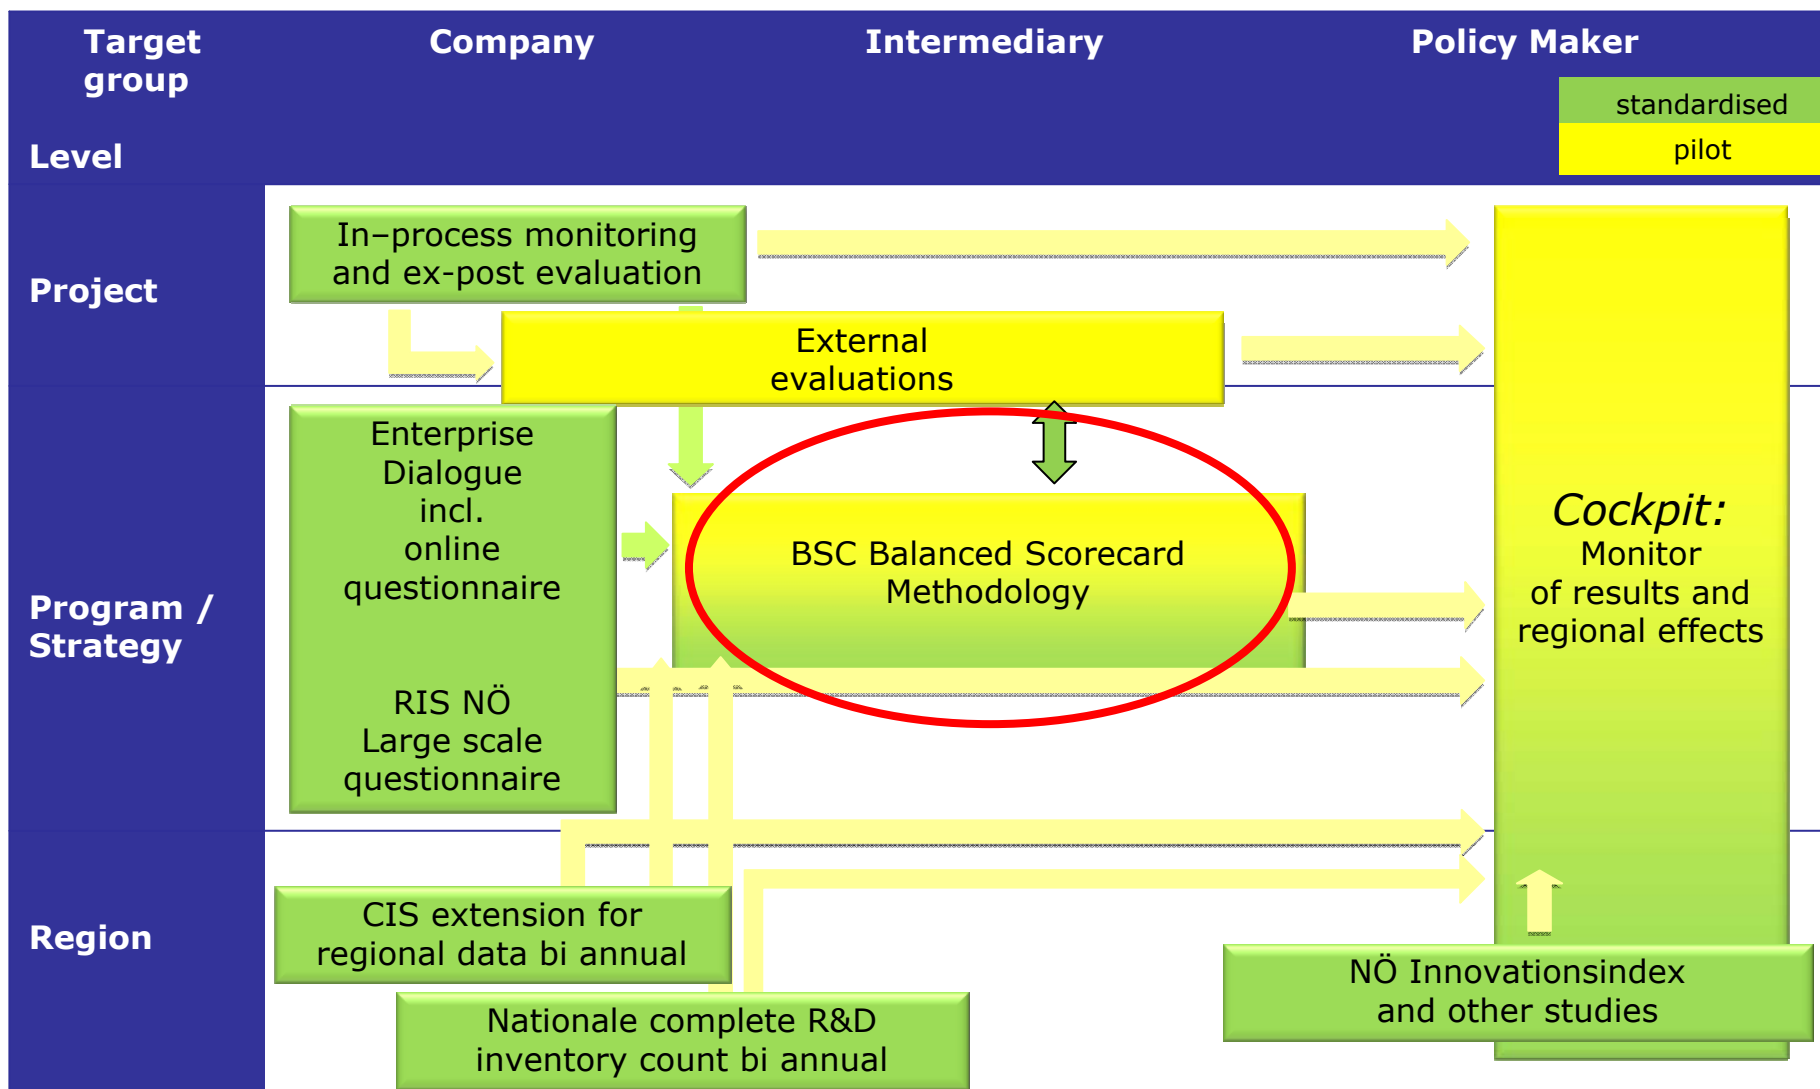 Target
group
Company
Intermediary
Policy Maker
standardised
pilot
Level
Project
In–process monitoring
and ex-post evaluation
External
evaluations
Program /
Strategy
Enterprise
Dialogue
incl.
online
questionnaire
RIS NÖ
Large scale
questionnaire
BSC Balanced Scorecard
Methodology
Cockpit:
Monitor
of results and
regional effects
Region
CIS extension for
regional data bi annual
Nationale complete R&D
inventory count bi annual
NÖ Innovationsindex
and other studies